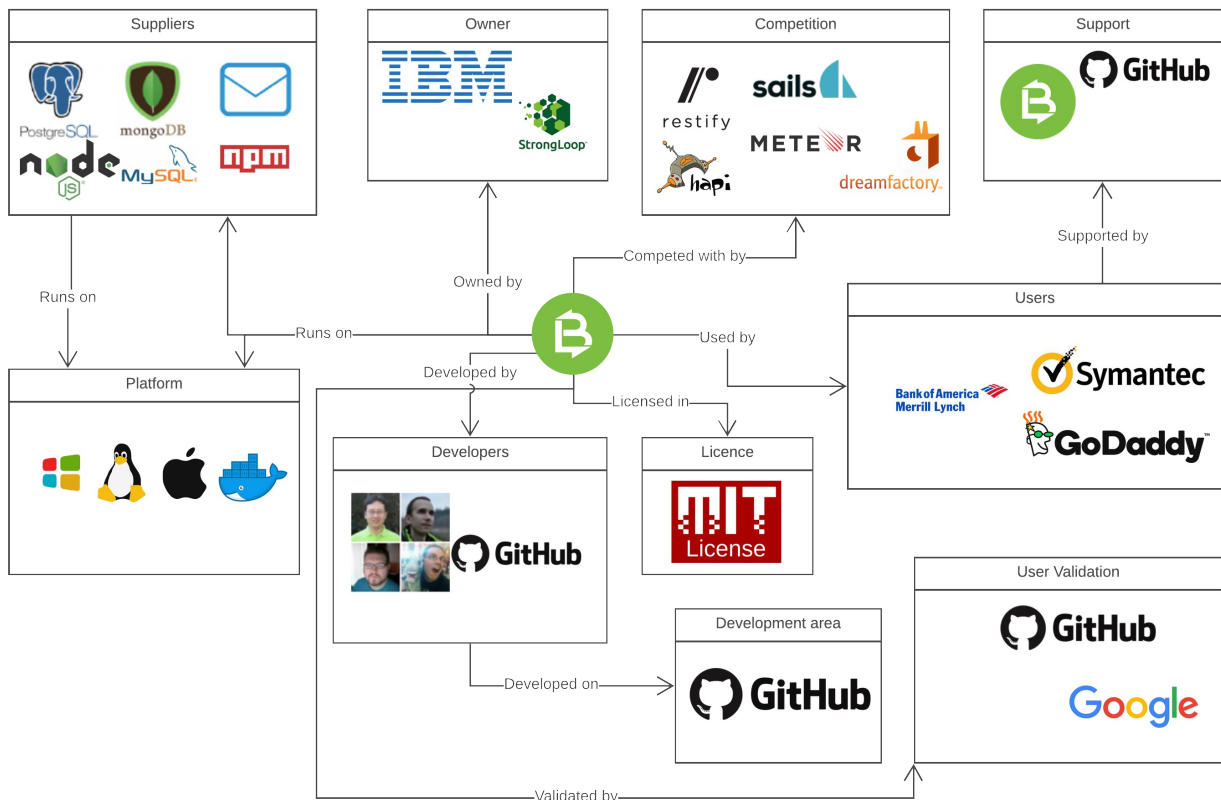 Suppliers
PostgreSQL
mongoDB
node
JS
MySQL
npm
Owner
IBM
StrongLoop
Competition
restify
sails
METEOR
hapi
dreamfactory
Support
GitHub
Runs on
Runs on
Owned by
Competed with by
Supported by
Used by
Developed by
Licensed in
Users
Bank of America
Merrill Lynch
Symantec
GoDaddy™
Platform
Developers
GitHub
Licence
MIT
License
Developed on
Development area
GitHub
User Validation
GitHub
Google
Validated by